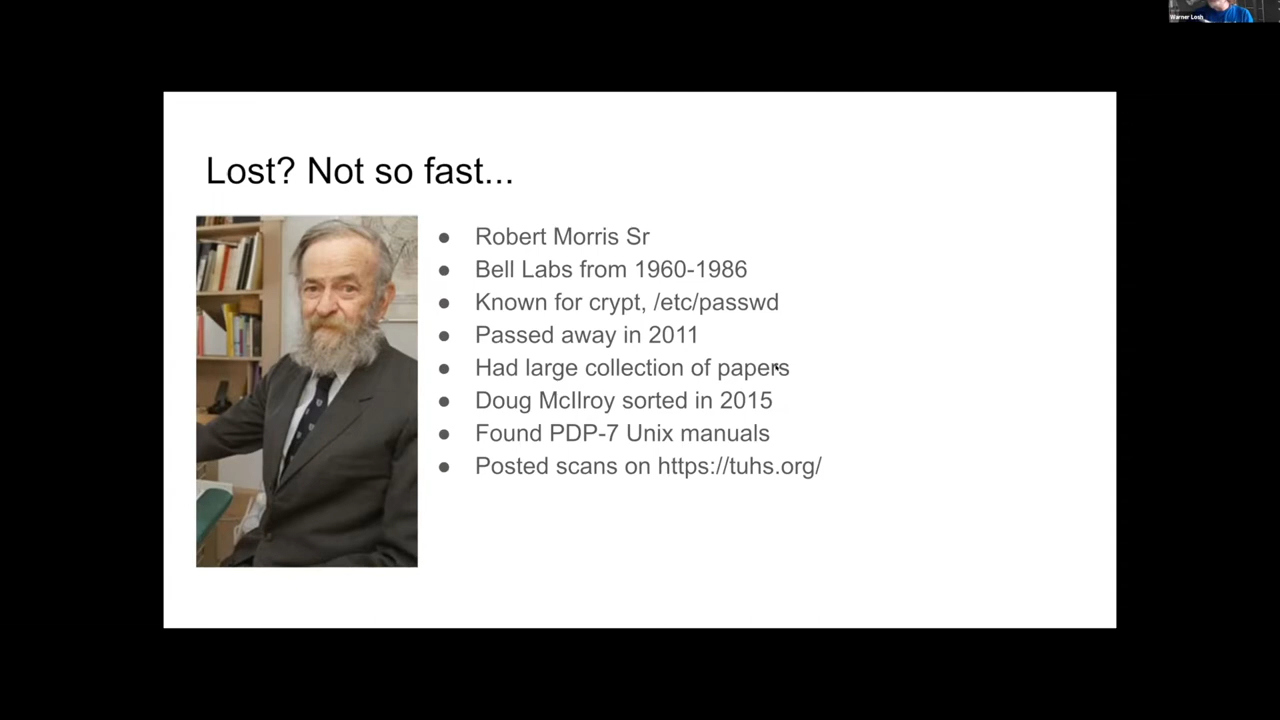 Warner Losh
Lost? Not so fast...
● Robert Morris Sr
● Bell Labs from 1960-1986
● Known for crypt, /etc/passwd
● Passed away in 2011
● Had large collection of papers
● Doug McIlroy sorted in 2015
● Found PDP-7 Unix manuals
● Posted scans on https://tuhs.org/